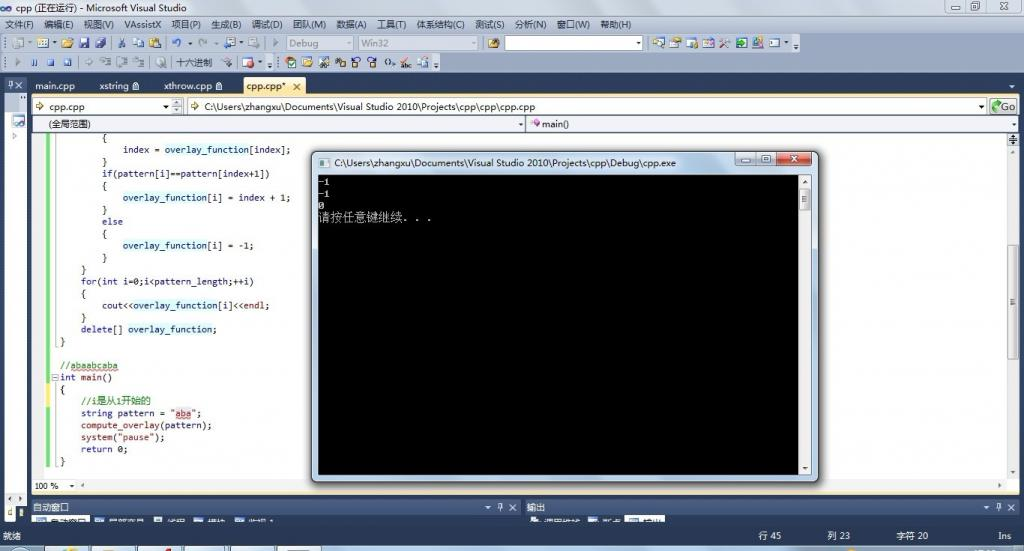 cpp (正在运行) - Microsoft Visual Studio
文件(F) 编辑(E) 视图(V) VAssistX 项目(P) 生成(B) 调试(D) 团队(M) 数据(A) 工具(T) 体系结构(C) 测试(S) 分析(N) 窗口(W) 帮助(H)
Debug Win32
十六进制
main.cpp xstring xthrow.cpp cpp.cpp*
cpp.cpp C:\Users\zhangxu\Documents\Visual Studio 2010\Projects\cpp\cpp\cpp.cpp Go
(全局范围) main()
{
index = overlay_function[index];
}
if(pattern[i]==pattern[index+1])
{
overlay_function[i] = index + 1;
}
else
{
overlay_function[i] = -1;
}
}
for(int i=0;i<pattern_length;++i)
{
cout<<overlay_function[i]<<endl;
}
delete[] overlay_function;
}
//abaabcaba
int main()
{
//i是从1开始的
string pattern = "aba";
compute_overlay(pattern);
system("pause");
return 0;
}
C:\Users\zhangxu\Documents\Visual Studio 2010\Projects\cpp\Debug\cpp.exe
-1
-1
0
请按任意键继续. . .
100 %
自动窗口 输出
就绪 行 45 列 23 字符 20 Ins